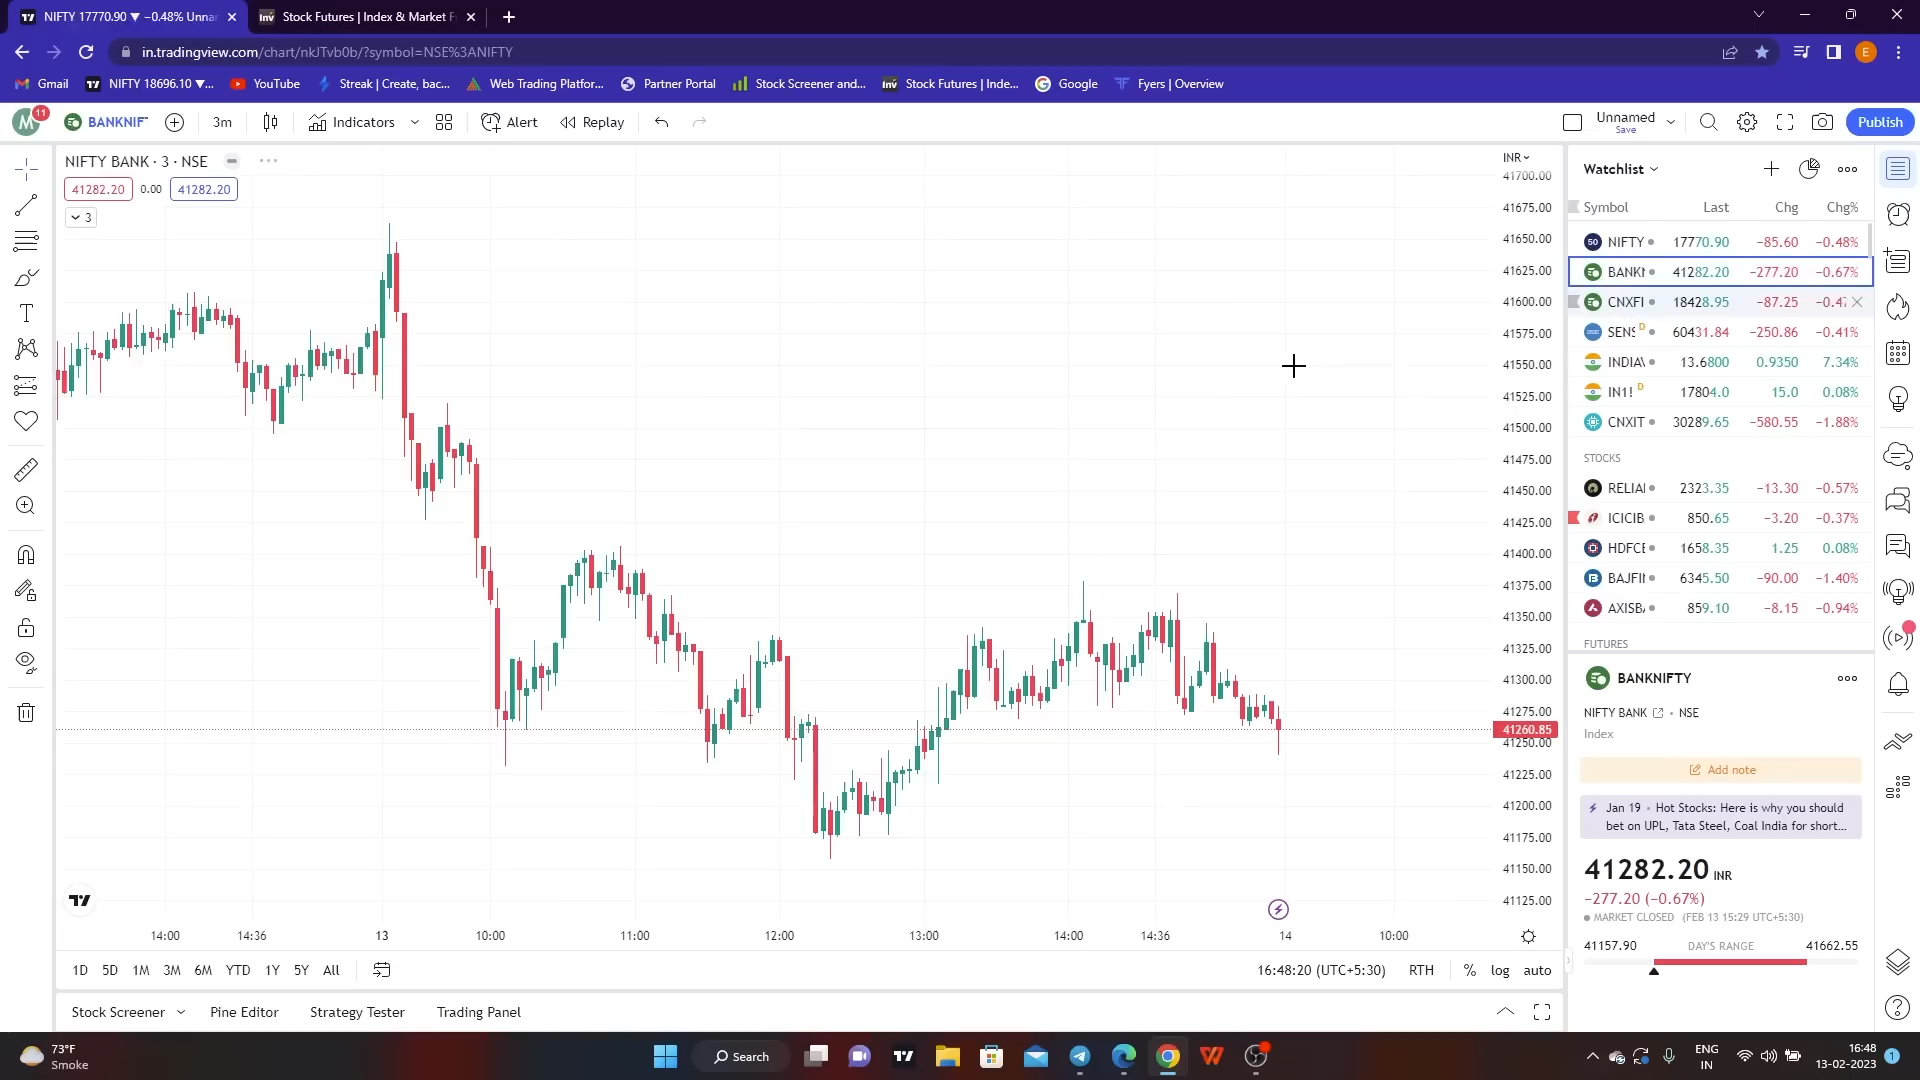 NIFTY 17770.90 ▼ −0.48% Unna
Stock Futures | Index & Market F
in.tradingview.com/chart/nkJTvb0b/?symbol=NSE%3ANIFTY
E
Gmail
NIFTY 18696.10 ▼...
YouTube
Streak | Create, bac...
Web Trading Platfor...
Partner Portal
Stock Screener and...
Inv Stock Futures | Inde...
Google
Fyers | Overview
M 11
BANKNIF
3m
Indicators
Alert
Replay
Unnamed
Save
Publish
NIFTY BANK · 3 · NSE
41282.20 0.00 41282.20
3
INR
41700.00
41675.00
41650.00
41625.00
41600.00
41575.00
41550.00
41525.00
41500.00
41475.00
41450.00
41425.00
41400.00
41375.00
41350.00
41325.00
41300.00
41275.00
41260.85
41250.00
41225.00
41200.00
41175.00
41150.00
41125.00
14:00 14:36 13 10:00 11:00 12:00 13:00 14:00 14:36 14 10:00
1D 5D 1M 3M 6M YTD 1Y 5Y All
16:48:20 (UTC+5:30) RTH % log auto
Stock Screener Pine Editor Strategy Tester Trading Panel
Watchlist
Symbol Last Chg Chg%
50 NIFTY 17770.90 −85.60 −0.48%
BANKN 41282.20 −277.20 −0.67%
CNXFI 18428.95 −87.25 −0.47
SENS D 60431.84 −250.86 −0.41%
INDIAV 13.6800 0.9350 7.34%
IN1! D 17804.0 15.0 0.08%
CNXIT 30289.65 −580.55 −1.88%
STOCKS
RELIAI 2323.35 −13.30 −0.57%
ICICIB 850.65 −3.20 −0.37%
HDFCE 1658.35 1.25 0.08%
BAJFII 6345.50 −90.00 −1.40%
AXISB 859.10 −8.15 −0.94%
FUTURES
BANKNIFTY
NIFTY BANK • NSE
Index
Add note
Jan 19 • Hot Stocks: Here is why you should
bet on UPL, Tata Steel, Coal India for short...
41282.20 INR
−277.20 (−0.67%)
MARKET CLOSED (FEB 13 15:29 UTC+5:30)
41157.90 DAY'S RANGE 41662.55
73°F
Smoke
Search
ENG
IN
16:48
13-02-2023
1